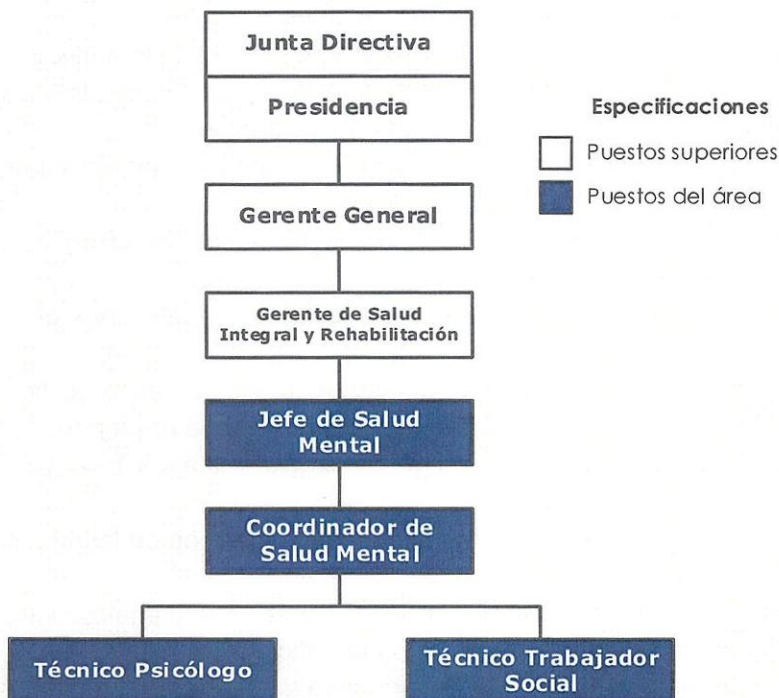 Junta Directiva
Presidencia
Especificaciones
Puestos superiores
Puestos del área
Gerente General
Gerente de Salud
Integral y Rehabilitación
Jefe de Salud
Mental
Coordinador de
Salud Mental
Técnico Psicólogo
Técnico Trabajador
Social